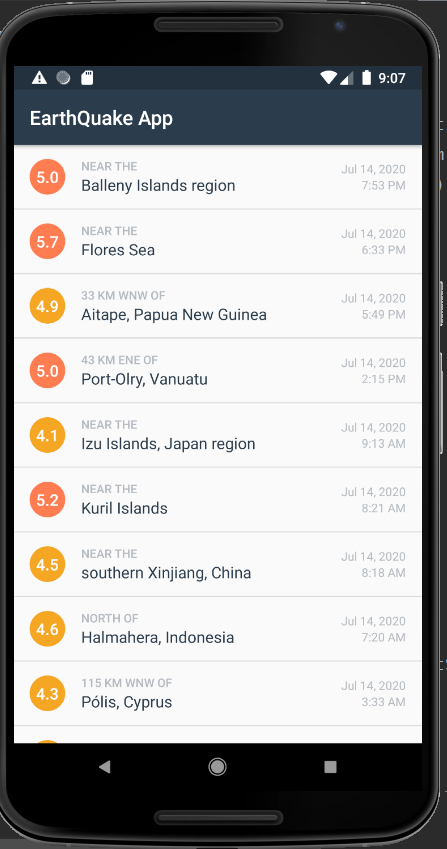 9:07
EarthQuake App
5.0 NEAR THE Jul 14, 2020
Balleny Islands region 7:53 PM
5.7 NEAR THE Jul 14, 2020
Flores Sea 6:33 PM
4.9 33 KM WNW OF Jul 14, 2020
Aitape, Papua New Guinea 5:49 PM
5.0 43 KM ENE OF Jul 14, 2020
Port-Olry, Vanuatu 2:15 PM
4.1 NEAR THE Jul 14, 2020
Izu Islands, Japan region 9:13 AM
5.2 NEAR THE Jul 14, 2020
Kuril Islands 8:21 AM
4.5 NEAR THE Jul 14, 2020
southern Xinjiang, China 8:18 AM
4.6 NORTH OF Jul 14, 2020
Halmahera, Indonesia 7:20 AM
4.3 115 KM WNW OF Jul 14, 2020
Pólis, Cyprus 3:33 AM